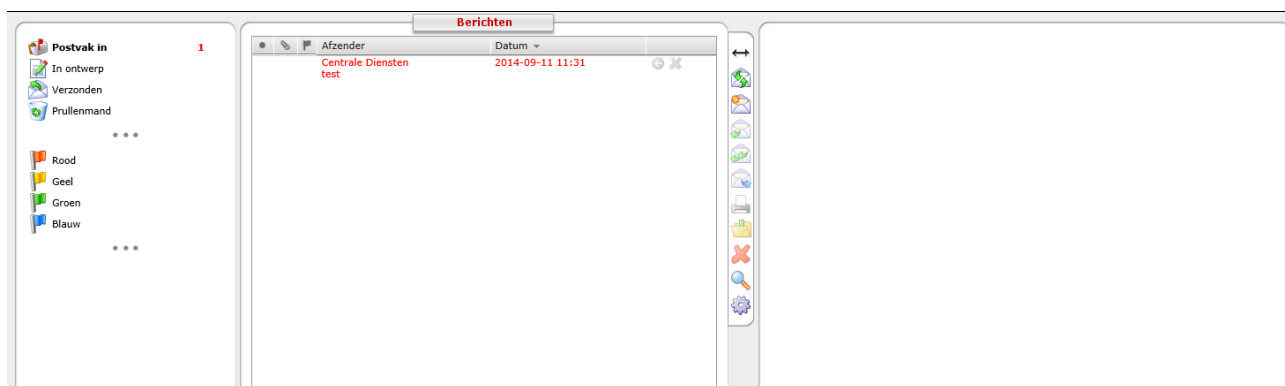 Berichten
Postvak in 1
In ontwerp
Verzonden
Prullenmand
Rood
Geel
Groen
Blauw
Afzender Datum
Centrale Diensten 2014-09-11 11:31
test